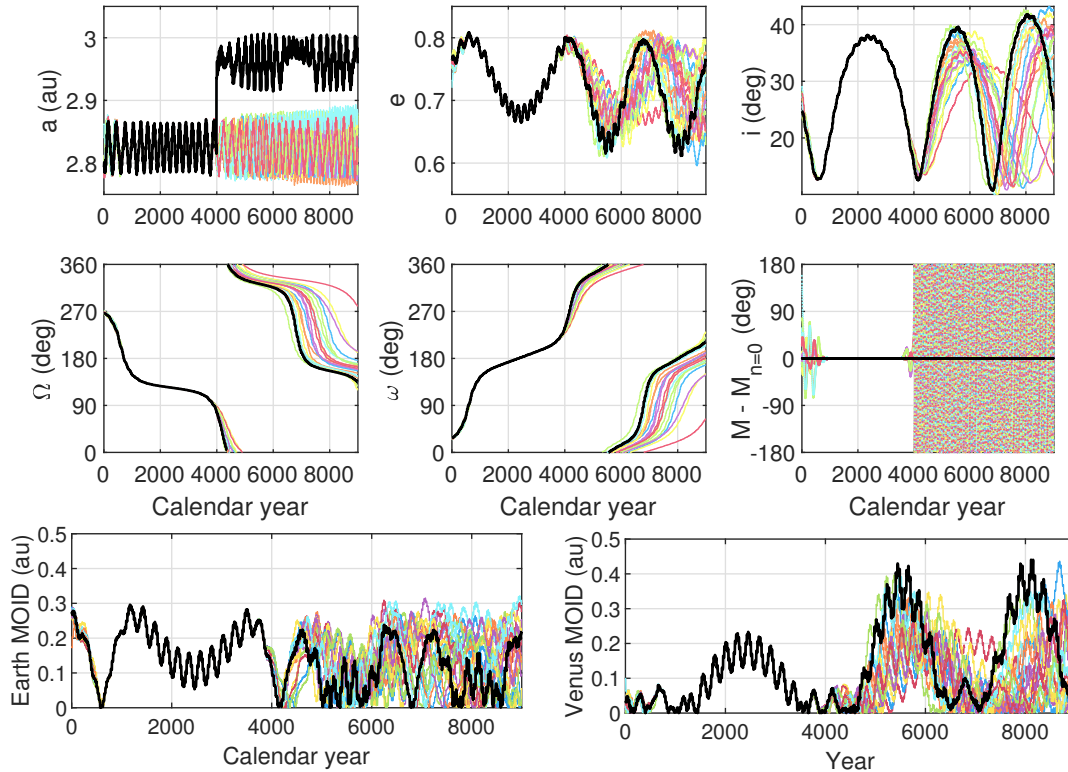 a (au)
3
2.9
2.8
0 2000 4000 6000 8000
e
0.8
0.7
0.6
0 2000 4000 6000 8000
i (deg)
40
30
20
0 2000 4000 6000 8000
Ω (deg)
360
270
180
90
0
0 2000 4000 6000 8000
Calendar year
ω (deg)
360
270
180
90
0
0 2000 4000 6000 8000
Calendar year
M - Mn=0 (deg)
180
90
0
-90
-180
0 2000 4000 6000 8000
Calendar year
Earth MOID (au)
0.5
0.4
0.3
0.2
0.1
0
0 2000 4000 6000 8000
Calendar year
Venus MOID (au)
0.5
0.4
0.3
0.2
0.1
0
0 2000 4000 6000 8000
Year